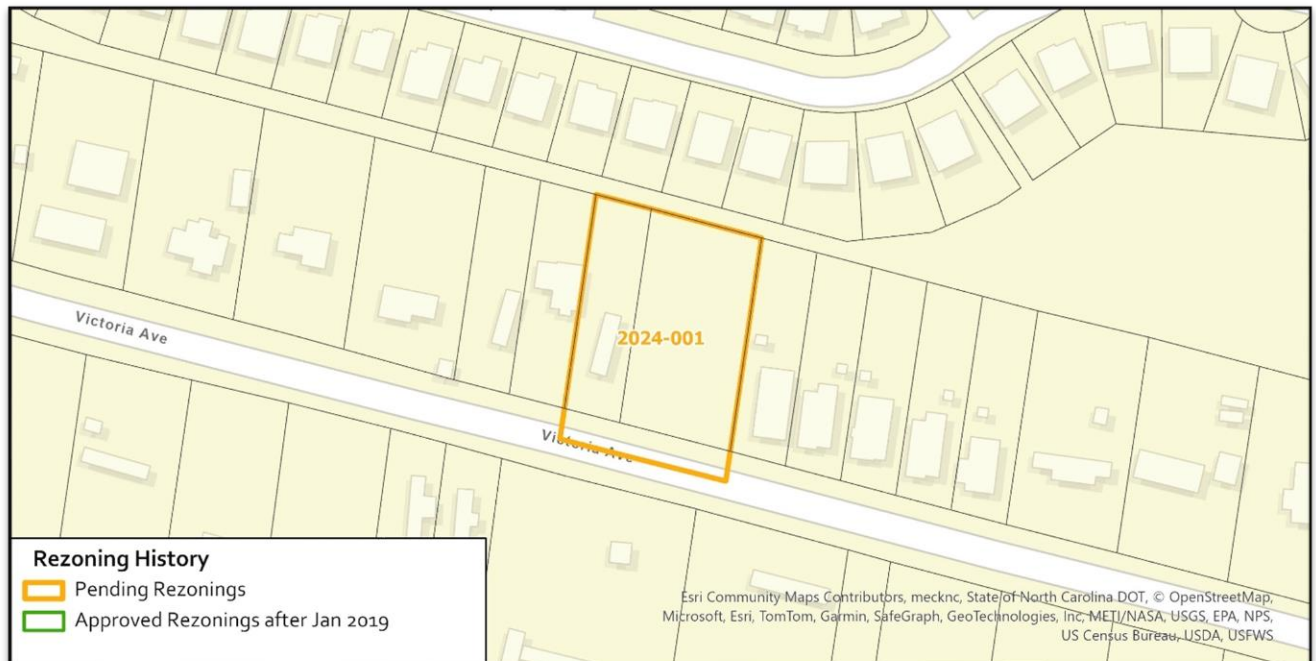 Victoria Ave
2024-001
Victoria Ave
Rezoning History
Pending Rezonings
Approved Rezonings after Jan 2019
Esri Community Maps Contributors, mecknc, State of North Carolina DOT, © OpenStreetMap,
Microsoft, Esri, TomTom, Garmin, SafeGraph, GeoTechnologies, Inc, METI/NASA, USGS, EPA, NPS,
US Census Bureau, USDA, USFWS